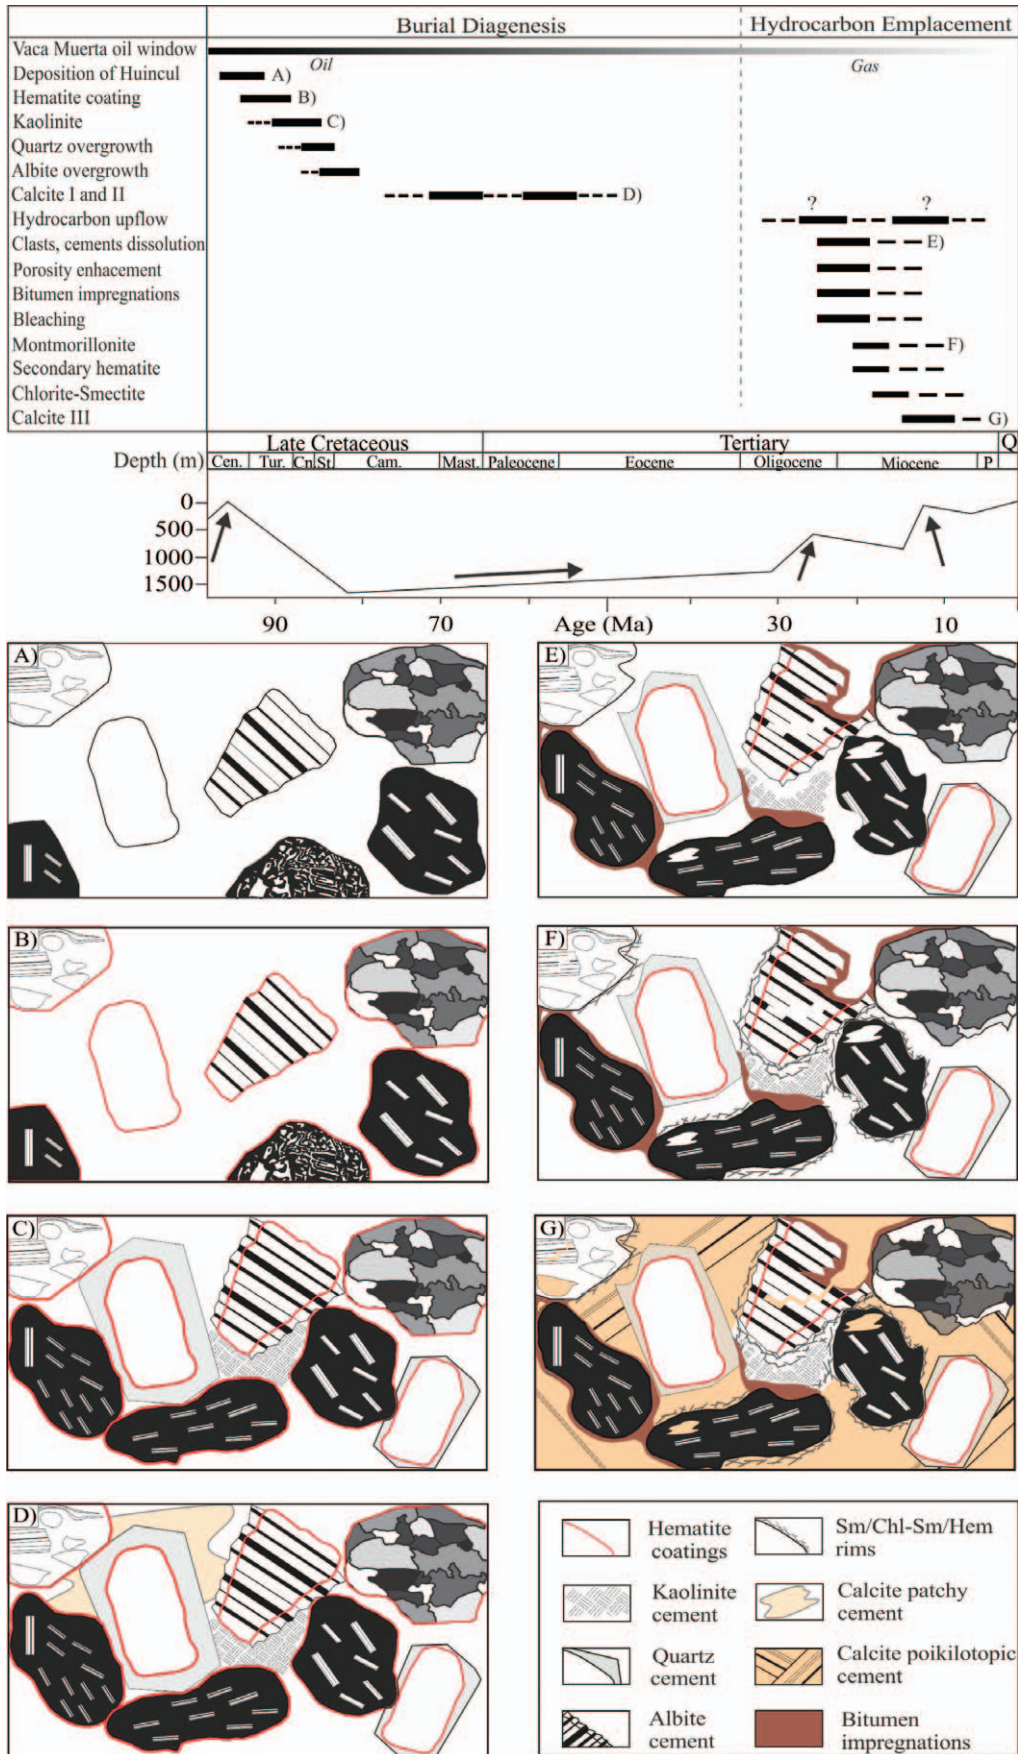 Burial Diagenesis
Hydrocarbon Emplacement
Vaca Muerta oil window
Oil
Gas
Deposition of Huincul
A)
Hematite coating
B)
Kaolinite
C)
Quartz overgrowth
Albite overgrowth
Calcite I and II
D)
Hydrocarbon upflow
? ?
Clasts, cements dissolution
E)
Porosity enhacement
Bitumen impregnations
Bleaching
Montmorillonite
F)
Secondary hematite
Chlorite-Smectite
Calcite III
G)
Late Cretaceous
Tertiary
Q
Depth (m)
Cen. Tur. Cn St. Cam. Mast. Paleocene Eocene Oligocene Miocene P
0
500
1000
1500
90 70 Age (Ma) 30 10
A)
E)
B)
F)
C)
G)
D)
Hematite
coatings
Sm/Chl-Sm/Hem
rims
Kaolinite
cement
Calcite patchy
cement
Quartz
cement
Calcite poikilotopic
cement
Albite
cement
Bitumen
impregnations